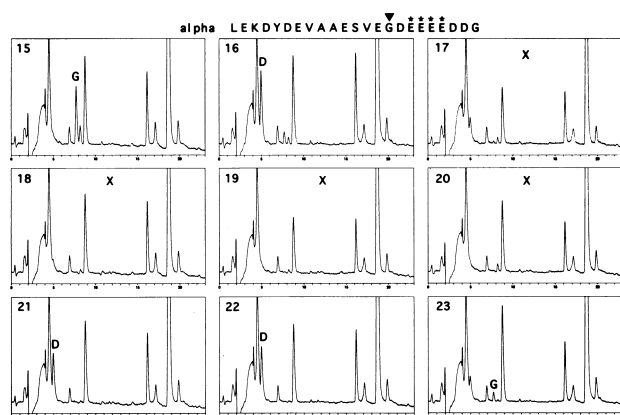 ▼ ★★★★
alpha LEKDYDEVAAESVEGDEEEEDDG
15 G
16 D
17 X
18 X
19 X
20 X
21 D
22 D
23 G